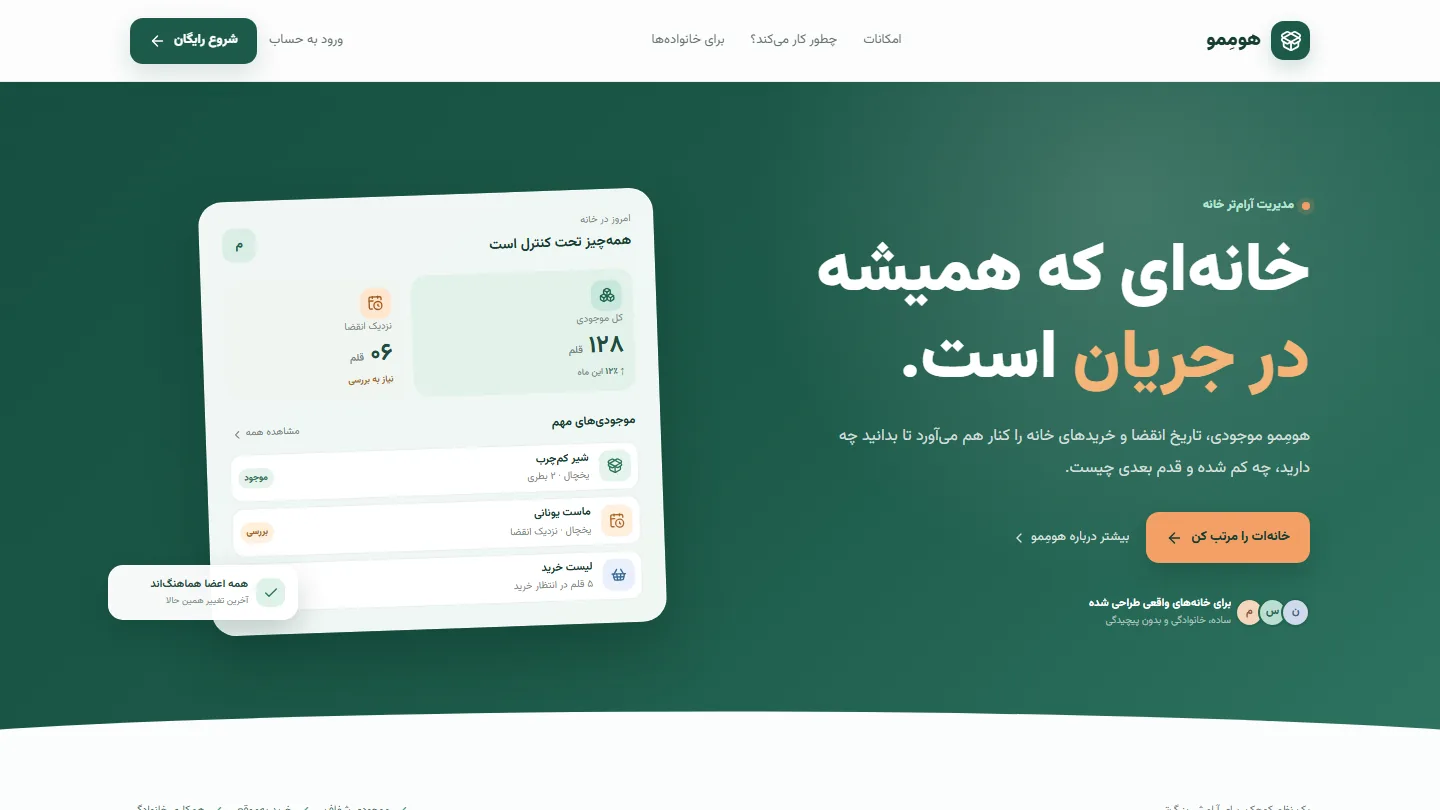 هومِمو
امکانات
چطور کار می‌کند؟
برای خانواده‌ها
ورود به حساب
شروع رایگان
مدیریت آرام‌تر خانه
خانه‌ای که همیشه
در جریان است.
هومِمو موجودی، تاریخ انقضا و خریدهای خانه را کنار هم می‌آورد تا بدانید چه
دارید، چه کم شده و قدم بعدی چیست.
خانه‌ات را مرتب کن
بیشتر درباره هومِمو
ن
س
م
برای خانه‌های واقعی طراحی شده
ساده، خانوادگی و بدون پیچیدگی
امروز در خانه
همه‌چیز تحت کنترل است
م
کل موجودی
۱۲۸ قلم
↑ ۱۲٪ این ماه
نزدیک انقضا
۰۶ قلم
نیاز به بررسی
موجودی‌های مهم
مشاهده همه
شیر کم‌چرب
یخچال · ۲ بطری
موجود
ماست یونانی
یخچال · نزدیک انقضا
بررسی
لیست خرید
۵ قلم در انتظار خرید
همه اعضا هماهنگ‌اند
آخرین تغییر همین حالا